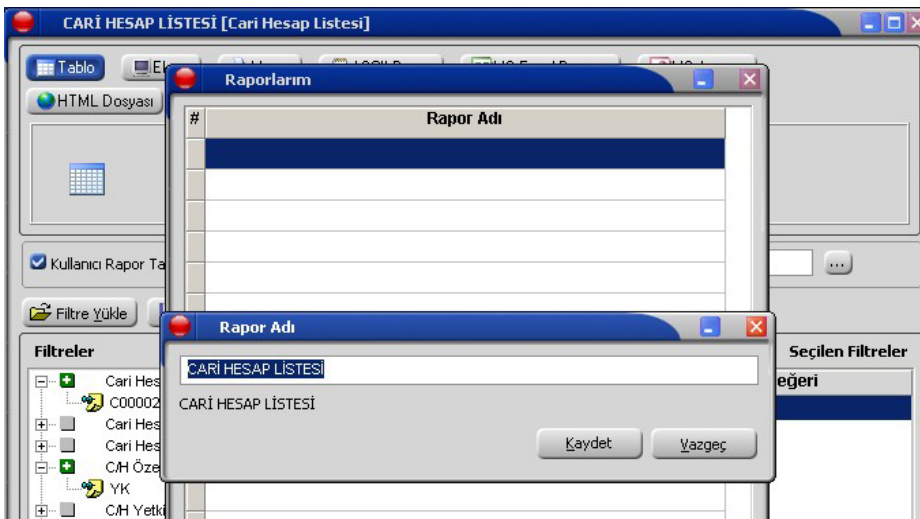 CARİ HESAP LİSTESİ [Cari Hesap Listesi]
Tablo
Raporlarım
HTML Dosyası
# Rapor Adı
Kullanıcı Rapor Ta
...
Filtre Yükle
Rapor Adı
Filtreler
CARİ HESAP LİSTESİ
Seçilen Filtreler
Cari Hes
eğeri
C00002
CARİ HESAP LİSTESİ
Cari Hes
Cari Hes
Kaydet Vazgeç
C/H Öze
YK
C/H Yetki